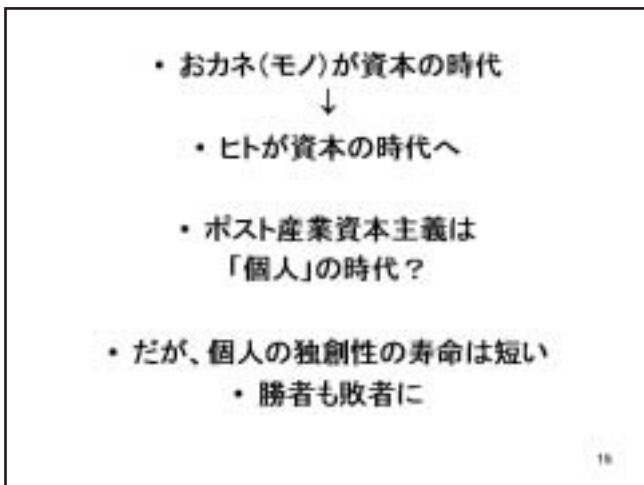 ・おカネ（モノ）が資本の時代
↓
・ヒトが資本の時代へ
・ポスト産業資本主義は
「個人」の時代？
・だが、個人の独創性の寿命は短い
・勝者も敗者に